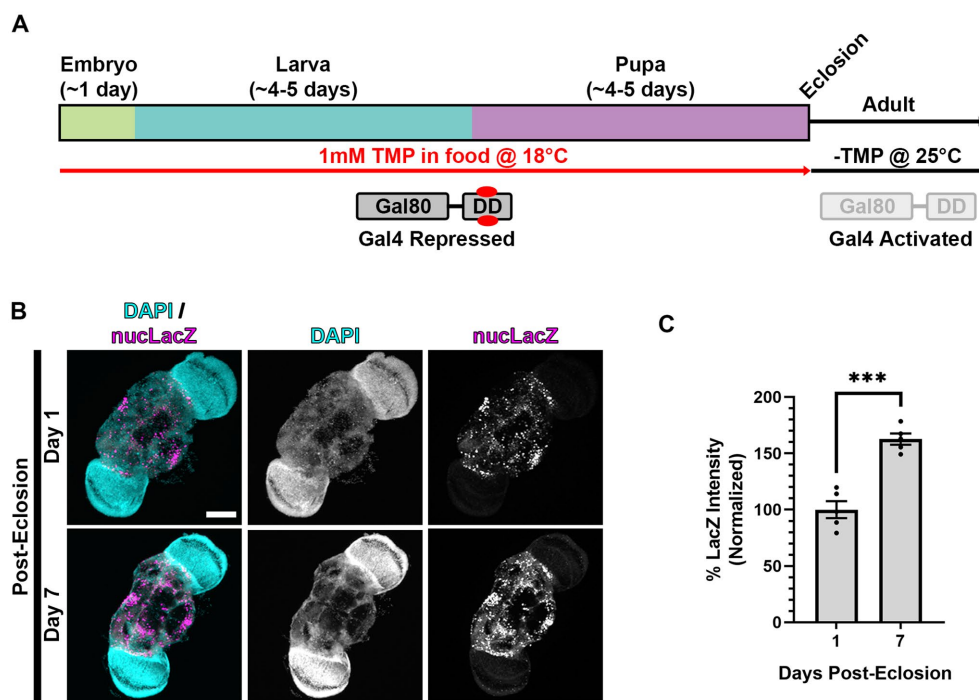 A
Embryo
(~1 day)
Larva
(~4-5 days)
Pupa
(~4-5 days)
Eclosion
Adult
1mM TMP in food @ 18°C
-TMP @ 25°C
Gal80
DD
Gal4 Repressed
Gal80
DD
Gal4 Activated
B
DAPI /
nucLacZ
DAPI
nucLacZ
Post-Eclosion
Day 1
Day 7
C
***
% LacZ Intensity
(Normalized)
200
150
100
50
0
1
7
Days Post-Eclosion